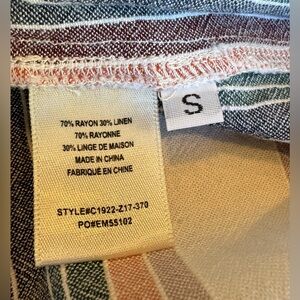 S
70% RAYON 30% LINEN
70% RAYONNE
30% LINGE DE MAISON
MADE IN CHINA
FABRIQUÉ EN CHINE
STYLE#C1922-Z17-370
PO#EM55102